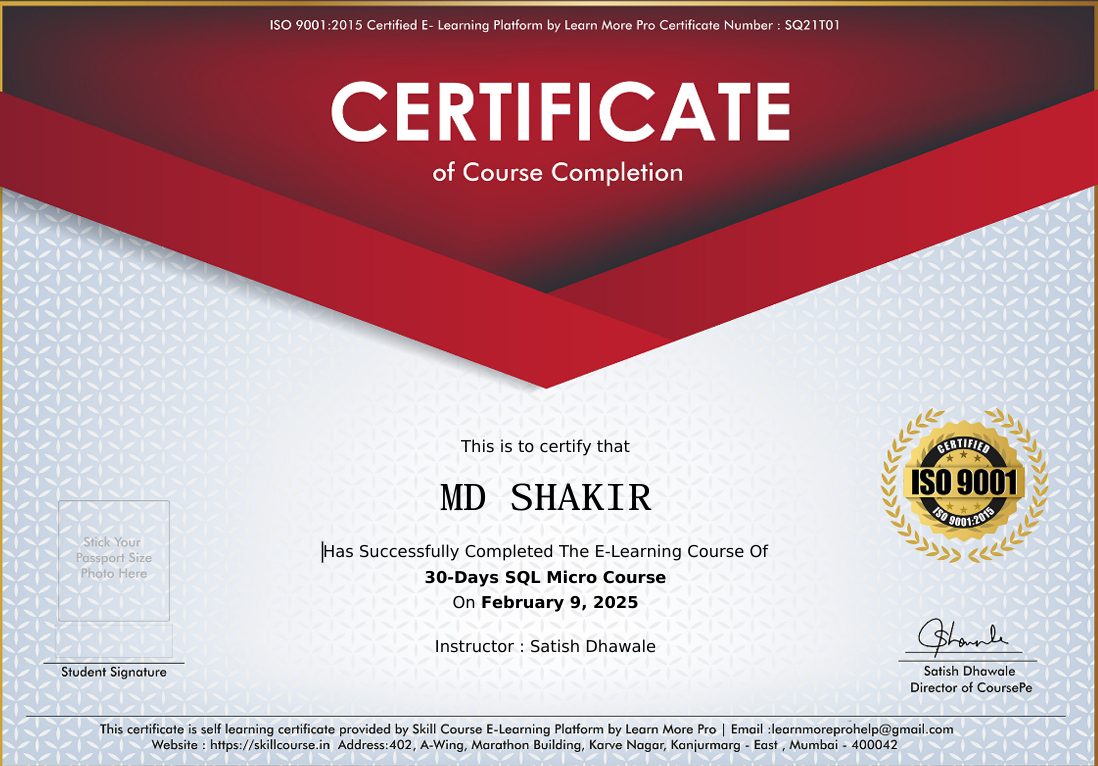 ISO 9001:2015 Certified E- Learning Platform by Learn More Pro Certificate Number : SQ21T01
CERTIFICATE
of Course Completion
This is to certify that
MD SHAKIR
Has Successfully Completed The E-Learning Course Of
30-Days SQL Micro Course
On February 9, 2025
Instructor : Satish Dhawale
CERTIFIED
ISO 9001
ISO 9001:2015
Stick Your
Passport Size
Photo Here
Student Signature
Satish Dhawale
Director of CoursePe
This certificate is self learning certificate provided by Skill Course E-Learning Platform by Learn More Pro | Email :learnmoreprohelp@gmail.com
Website : https://skillcourse.in Address:402, A-Wing, Marathon Building, Karve Nagar, Kanjurmarg - East , Mumbai - 400042